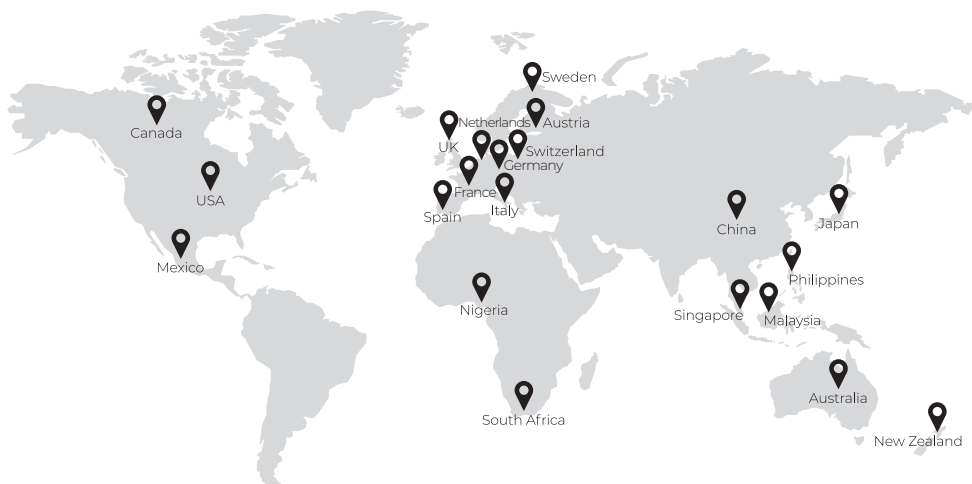 Sweden
Canada
Netherlands
Austria
UK
Switzerland
Germany
USA
France
Italy
Spain
China
Japan
Mexico
Philippines
Nigeria
Singapore
Malaysia
Australia
South Africa
New Zealand